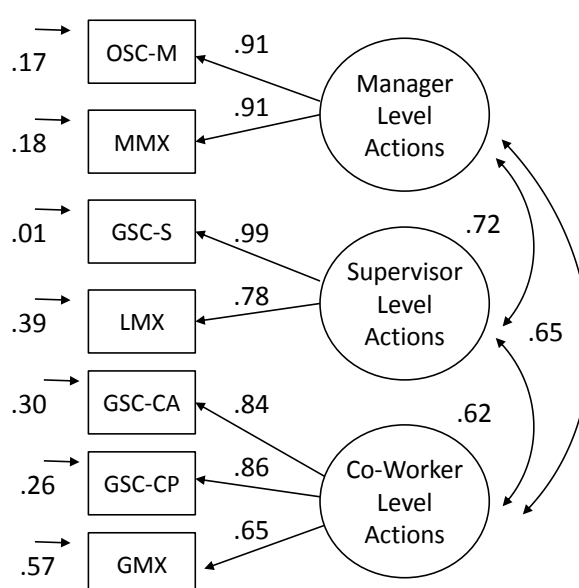 .17
OSC-M
.91
Manager
Level
Actions
.18
MMX
.91
.01
GSC-S
.99
.72
Supervisor
Level
Actions
.39
LMX
.78
.65
.30
GSC-CA
.84
.62
Co-Worker
Level
Actions
.26
GSC-CP
.86
.57
GMX
.65